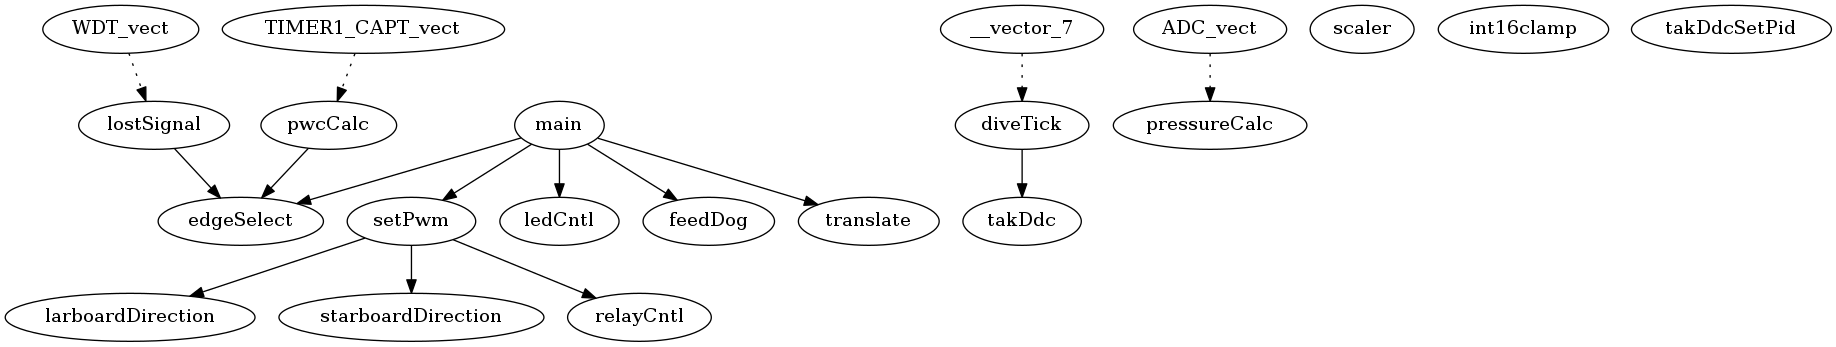 WDT_vect
TIMER1_CAPT_vect
__vector_7
ADC_vect
scaler
int16clamp
takDdcSetPid
lostSignal
pwcCalc
main
diveTick
pressureCalc
edgeSelect
setPwm
ledCntl
feedDog
translate
takDdc
larboardDirection
starboardDirection
relayCntl